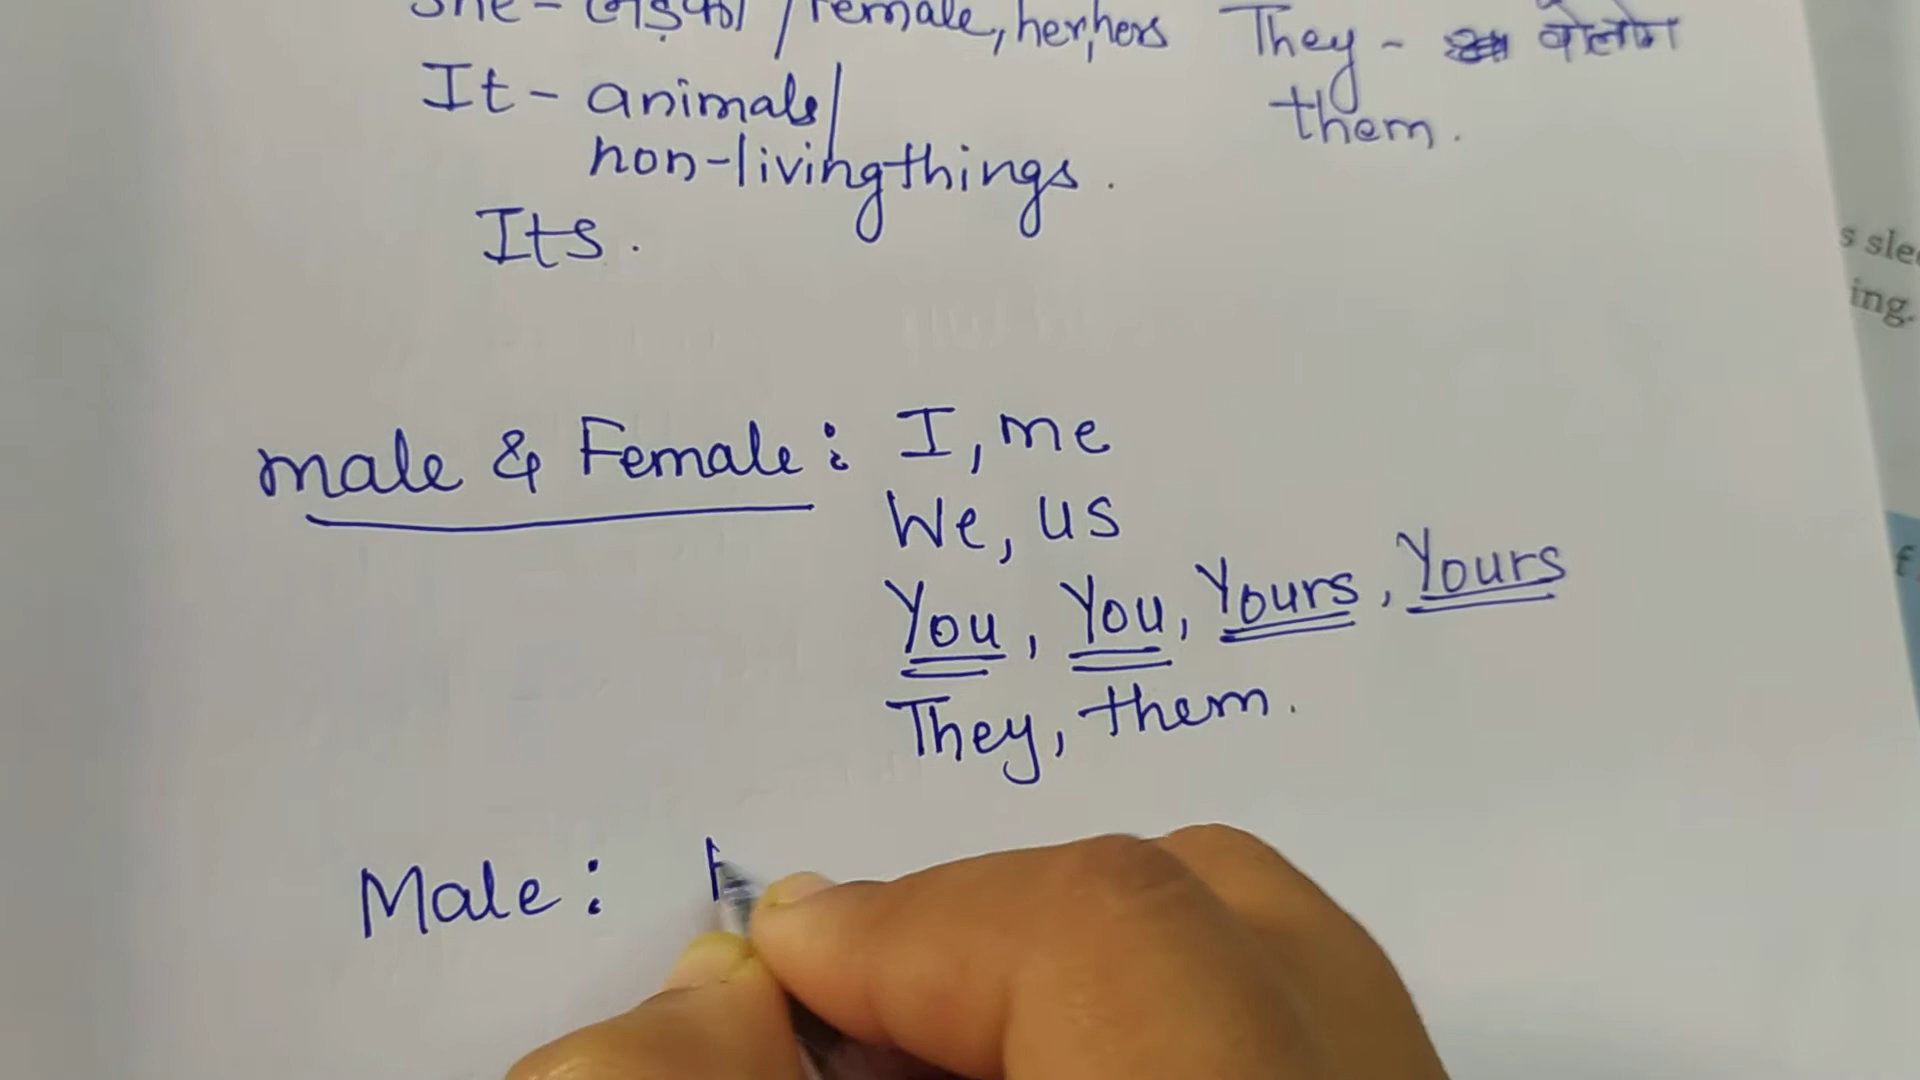 She - लड़की / Female, her, hers
They - वेलोग
them.
It - animals/
non-living things.
Its.
male & Female : I, me
We, us
You, You, Yours, Yours
They, them.
Male :
ing.